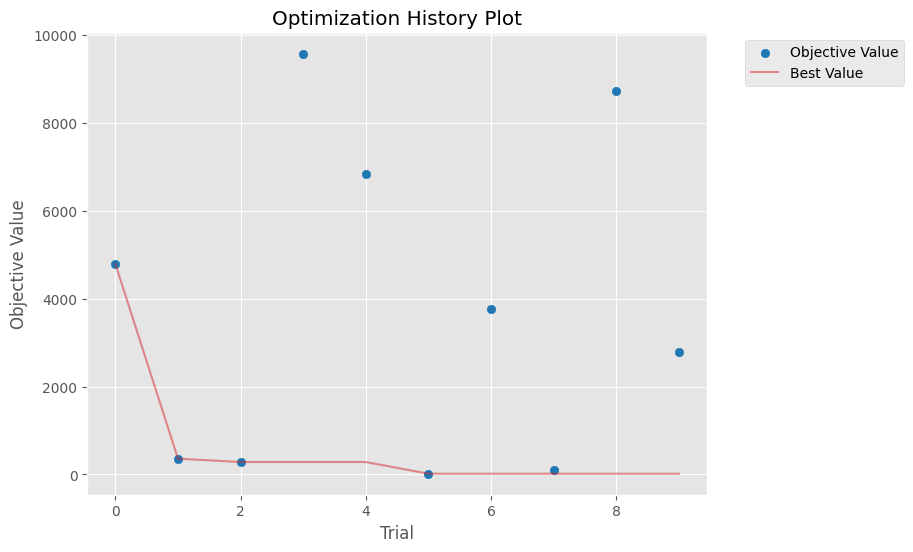 Optimization History Plot
Objective Value
Best Value
Objective Value
10000
8000
6000
4000
2000
0
0 2 4 6 8
Trial